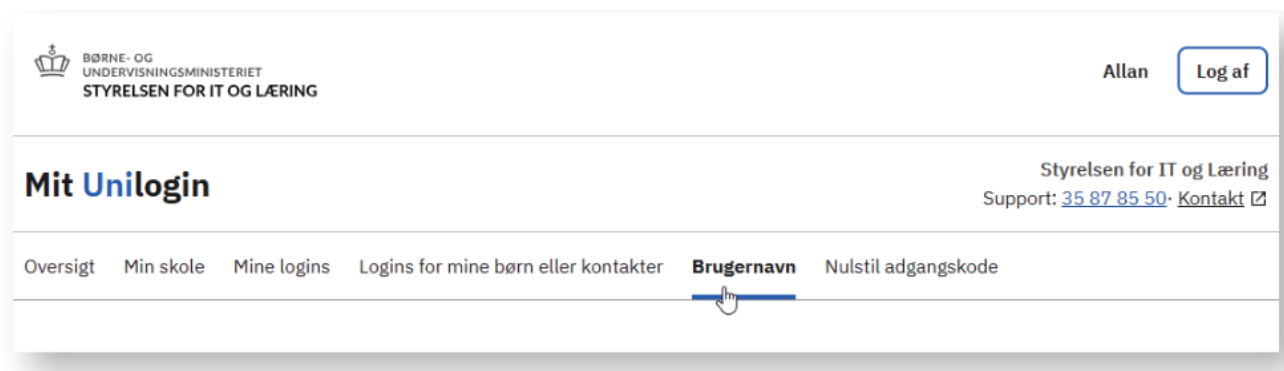 BØRNE- OG
UNDERVISNINGSMINISTERIET
STYRELSEN FOR IT OG LÆRING
Allan
Log af
Mit Unilogin
Styrelsen for IT og Læring
Support: 35 87 85 50· Kontakt
Oversigt Min skole Mine logins Logins for mine børn eller kontakter Brugernavn Nulstil adgangskode